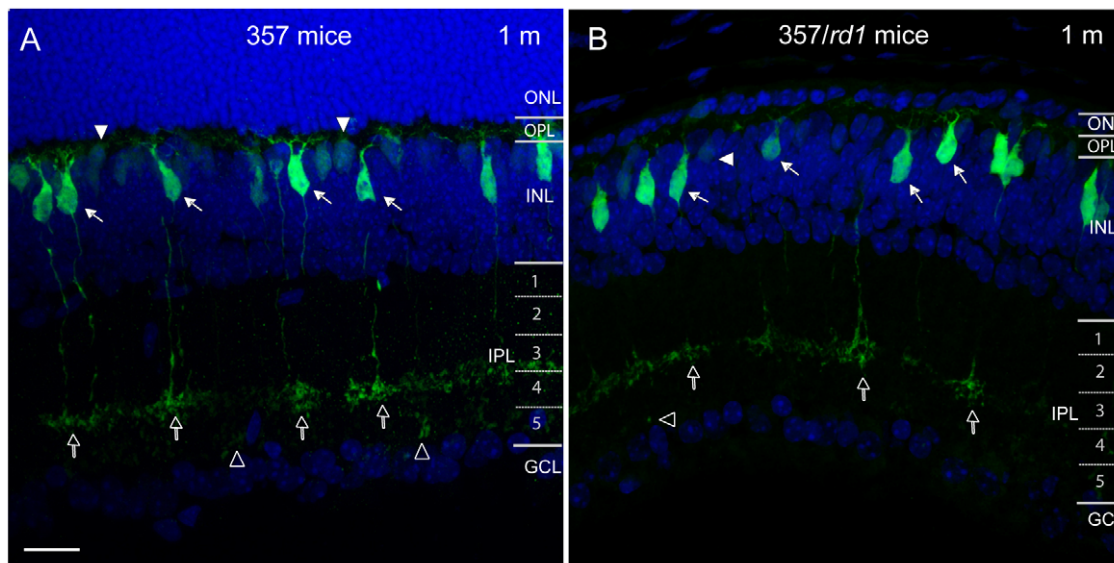 A 357 mice 1 m
ONL
OPL
INL
1
2
IPL 3
4
5
GCL
B 357/rd1 mice 1 m
ON
OPL
INL
1
2
IPL 3
4
5
GC